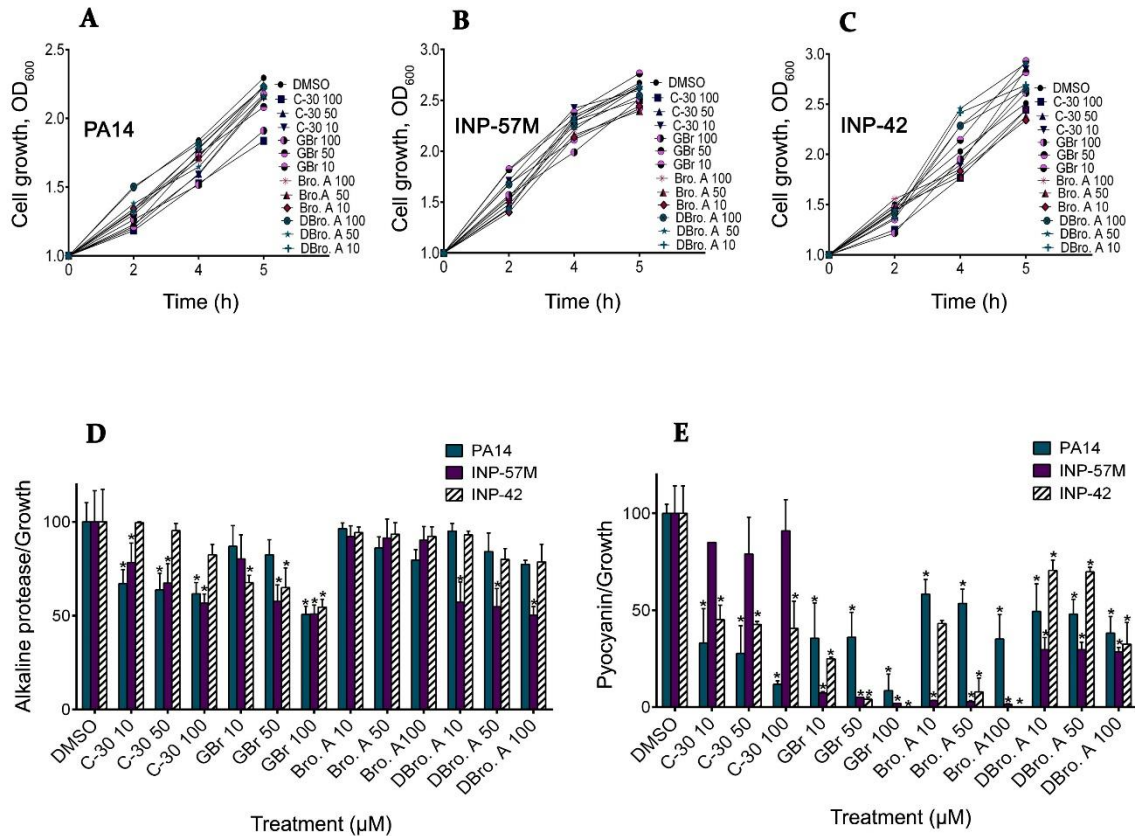 A
Cell growth, OD600
2.5
2.0
1.5
1.0
PA14
0 2 4 5
Time (h)
DMSO
C-30 100
C-30 50
C-30 10
GBr 100
GBr 50
GBr 10
Bro. A 100
Bro.A 50
Bro. A 10
DBro. A 100
DBro. A 50
DBro. A 10
B
Cell growth, OD600
3.0
2.5
2.0
1.5
1.0
INP-57M
0 2 4 5
Time (h)
DMSO
C-30 100
C-30 50
C-30 10
GBr 100
GBr 50
GBr 10
Bro. A 100
Bro. A 50
Bro. A 10
DBro. A 100
DBro. A 50
DBro. A 10
C
Cell growth, OD600
3.0
2.5
2.0
1.5
1.0
INP-42
0 2 4 5
Time (h)
DMSO
C-30 100
C-30 50
C-30 10
GBr 100
GBr 50
GBr 10
Bro. A 100
Bro. A 50
Bro. A 10
DBro. A 100
DBro. A 50
DBro. A 10
D
PA14
INP-57M
INP-42
Alkaline protease/Growth
100
50
0
DMSO
C-30 10
C-30 50
C-30 100
GBr 10
GBr 50
GBr 100
Bro. A 10
Bro. A 50
Bro. A100
DBro. A 10
DBro. A 50
DBro. A 100
Treatment (µM)
E
PA14
INP-57M
INP-42
Pyocyanin/Growth
100
50
0
DMSO
C-30 10
C-30 50
C-30 100
GBr 10
GBr 50
GBr 100
Bro. A 10
Bro. A 50
Bro. A100
DBro. A 10
DBro. A 50
DBro. A 100
Treatment (µM)